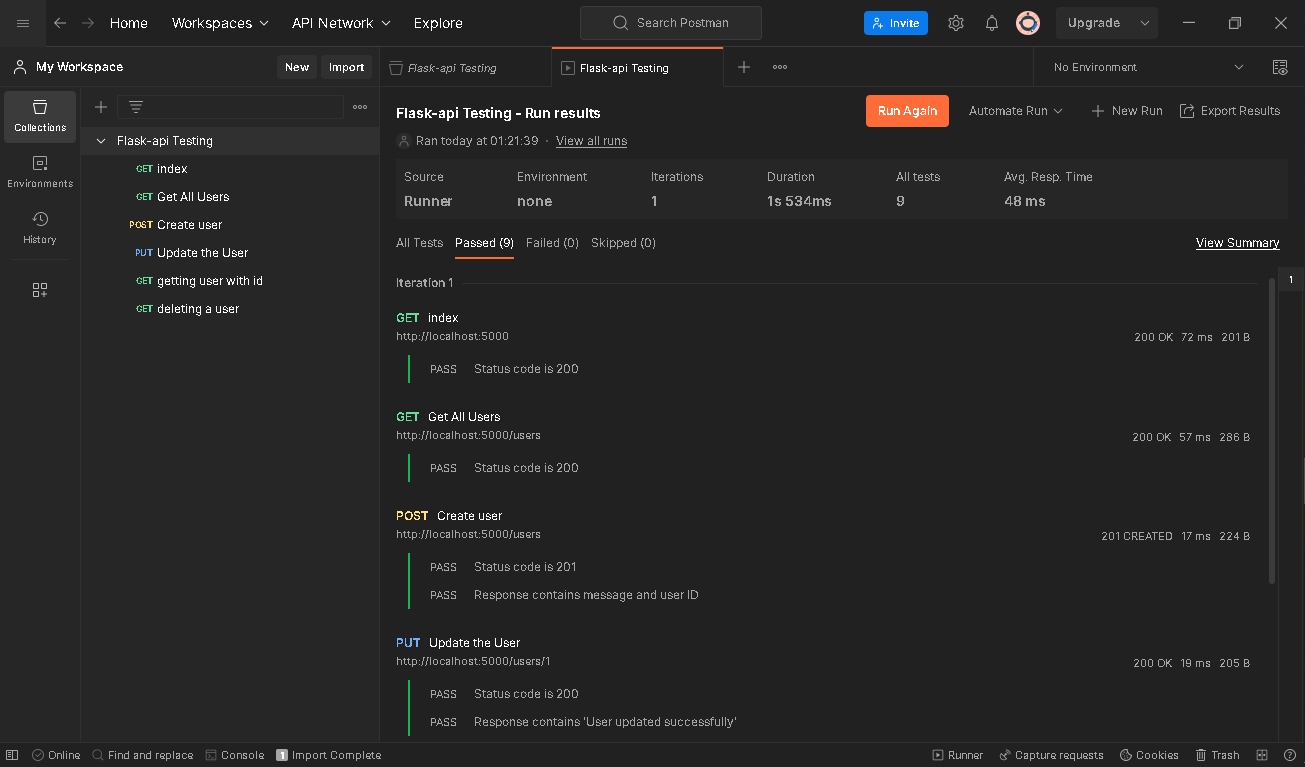 Home Workspaces API Network Explore Search Postman Invite Upgrade
My Workspace New Import Flask-api Testing Flask-api Testing No Environment
Collections
Environments
History
Flask-api Testing
GET index
GET Get All Users
POST Create user
PUT Update the User
GET getting user with id
GET deleting a user
Flask-api Testing - Run results Run Again Automate Run New Run Export Results
Ran today at 01:21:39 · View all runs
Source Environment Iterations Duration All tests Avg. Resp. Time
Runner none 1 1s 534ms 9 48 ms
All Tests Passed (9) Failed (0) Skipped (0) View Summary
Iteration 1
1
GET index
http://localhost:5000 200 OK 72 ms 201 B
PASS Status code is 200
GET Get All Users
http://localhost:5000/users 200 OK 57 ms 286 B
PASS Status code is 200
POST Create user
http://localhost:5000/users 201 CREATED 17 ms 224 B
PASS Status code is 201
PASS Response contains message and user ID
PUT Update the User
http://localhost:5000/users/1 200 OK 19 ms 205 B
PASS Status code is 200
PASS Response contains 'User updated successfully'
Online Find and replace Console 1 Import Complete Runner Capture requests Cookies Trash